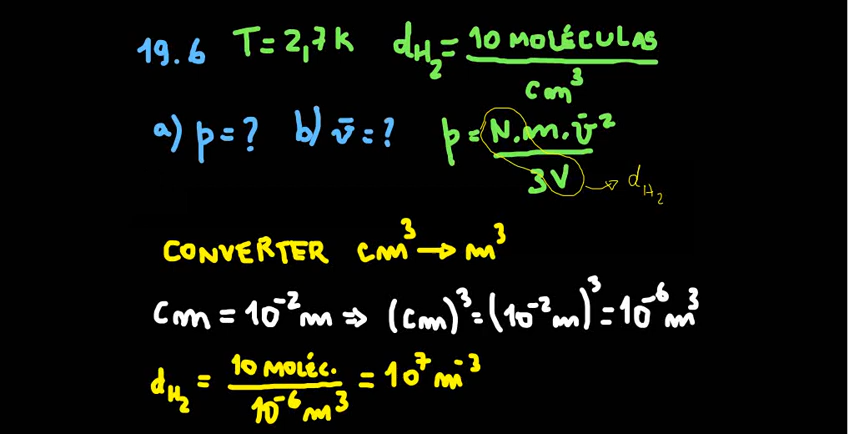 19.6 T = 2,7 K d_H₂ = 10 MOLÉCULAS / cm³
a) p = ? b) v̄ = ? p = N.m.v̄² / 3V → d_H₂
CONVERTER cm³ → m³
cm = 10⁻² m ⇒ (cm)³ = (10⁻² m)³ = 10⁻⁶ m³
d_H₂ = 10 MOLÉC. / 10⁻⁶ m³ = 10⁷ m⁻³